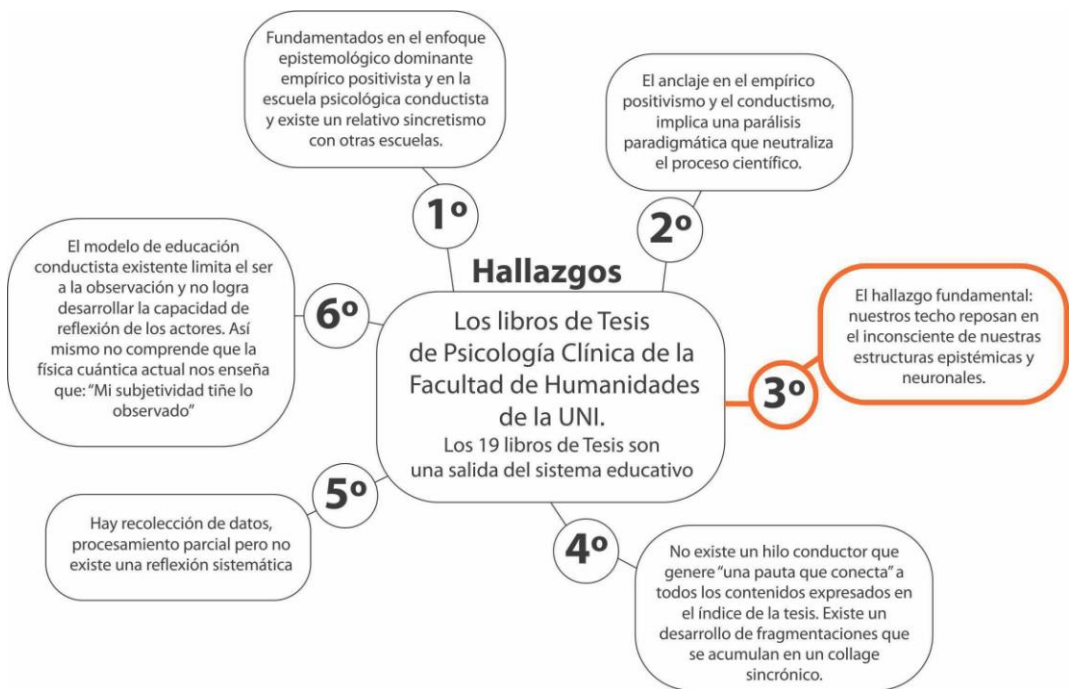 Hallazgos
Los libros de Tesis
de Psicología Clínica de la
Facultad de Humanidades
de la UNI.
Los 19 libros de Tesis son
una salida del sistema educativo
1º
Fundamentados en el enfoque
epistemológico dominante
empírico positivista y en la
escuela psicológica conductista
y existe un relativo sincretismo
con otras escuelas.
2º
El anclaje en el empírico
positivismo y el conductismo,
implica una parálisis
paradigmática que neutraliza
el proceso científico.
3º
El hallazgo fundamental:
nuestros techo reposan en
el inconsciente de nuestras
estructuras epistémicas y
neuronales.
4º
No existe un hilo conductor que
genere “una pauta que conecta” a
todos los contenidos expresados en
el índice de la tesis. Existe un
desarrollo de fragmentaciones que
se acumulan en un collage
sincrónico.
5º
Hay recolección de datos,
procesamiento parcial pero no
existe una reflexión sistemática
6º
El modelo de educación
conductista existente limita el ser
a la observación y no logra
desarrollar la capacidad de
reflexión de los actores. Así
mismo no comprende que la
física cuántica actual nos enseña
que: “Mi subjetividad tiñe lo
observado”